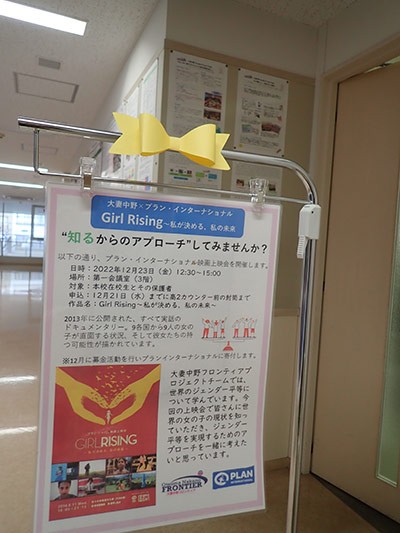 大妻中野×プラン・インターナショナル
Girl Rising～私が決める、私の未来
“知るからのアプローチ”してみませんか？
以下の通り、プラン・インターナショナル映画上映会を開催します。
日時：2022年12月23日（金）12:30~15:00
場所：第一会議室（3階）
対象：本校在校生とその保護者
申込：12月21日（水）までに高2カウンター前の封筒まで
作品名：Girl Rising～私が決める、私の未来～
2013年に公開された、すべて実話の
ドキュメンタリー。9各国から9人の女の
子が直面する状況、そして彼女たちの持
つ可能性が描かれています。
※12月に募金活動を行いプランインターナショナルに寄付します。
大妻中野フロンティアプ
ロジェクトチームでは、
世界のジェンダー平等に
ついて学んでいます。今
回の上映会で皆さんに世
界の女の子の現状を知っ
ていただき、ジェンダー
平等を実現するためのア
プローチを一緒に考えた
いと思っています。
GIRL RISING
Otsuma Nakano
FRONTIER
PLAN
INTERNATIONAL